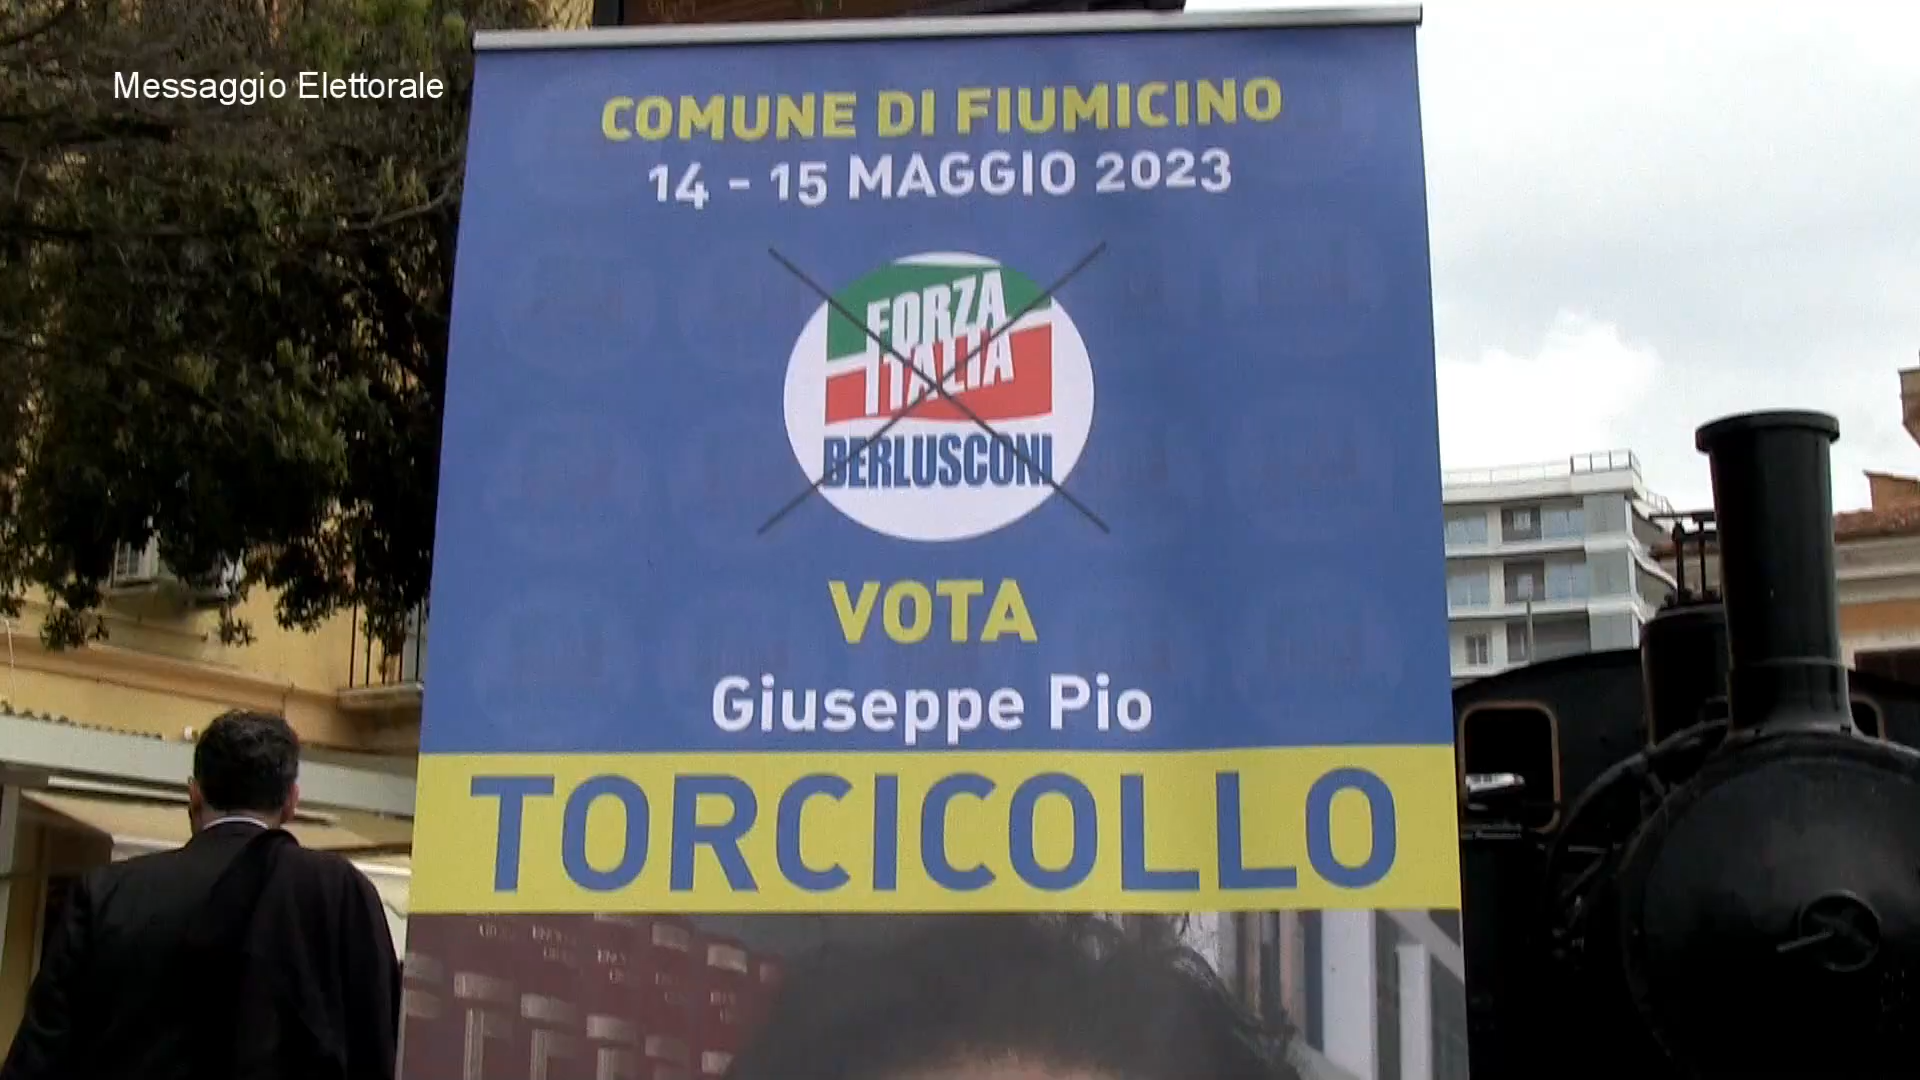 Messaggio Elettorale
COMUNE DI FIUMICINO
14 - 15 MAGGIO 2023
FORZA
ITALIA
BERLUSCONI
VOTA
Giuseppe Pio
TORCICOLLO